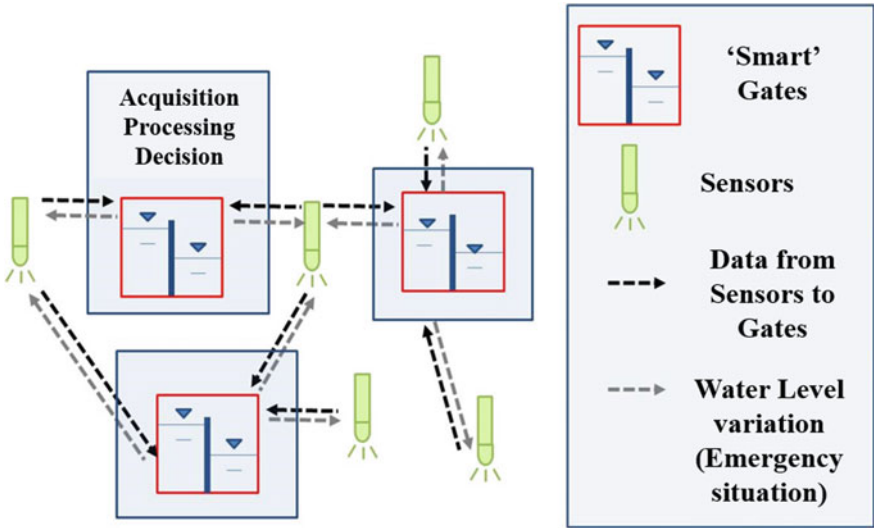 Acquisition
Processing
Decision
‘Smart’
Gates
Sensors
Data from
Sensors to
Gates
Water Level
variation
(Emergency
situation)